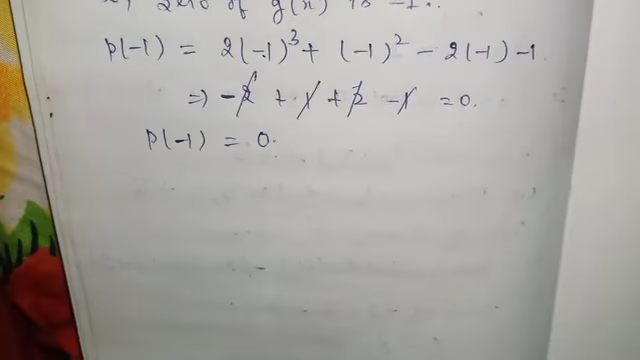 zero of g(x) is -1.
p(-1) = 2(-1)³ + (-1)² - 2(-1) -1
⇒ -2 + 1 + 2 - 1 = 0.
p(-1) = 0.